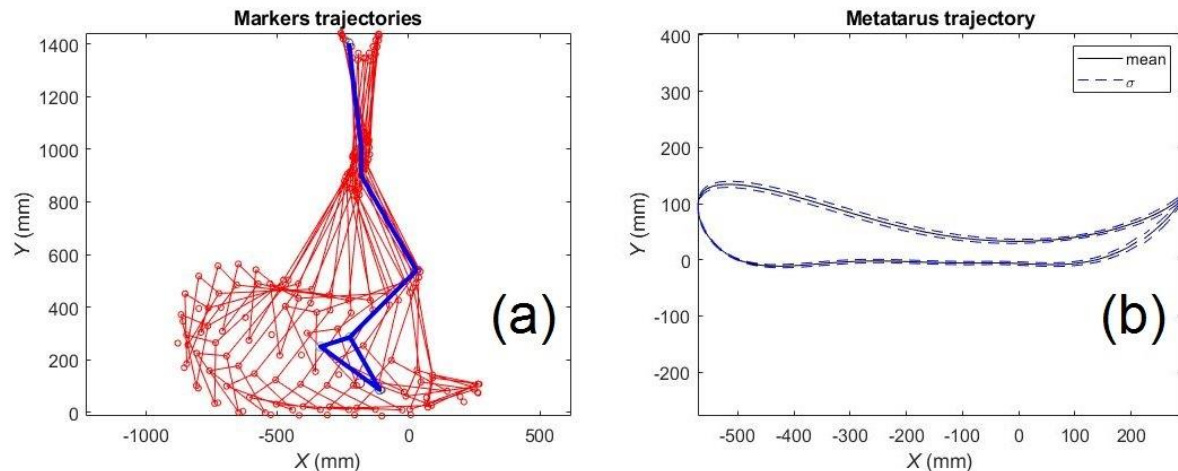 Markers trajectories
1400
1200
1000
800
600
400
200
0
-1000 -500 0 500
X (mm)
Y (mm)
(a)
Metatarus trajectory
400
300
200
100
0
-100
-200
-500 -400 -300 -200 -100 0 100 200
X (mm)
Y (mm)
mean
σ
(b)